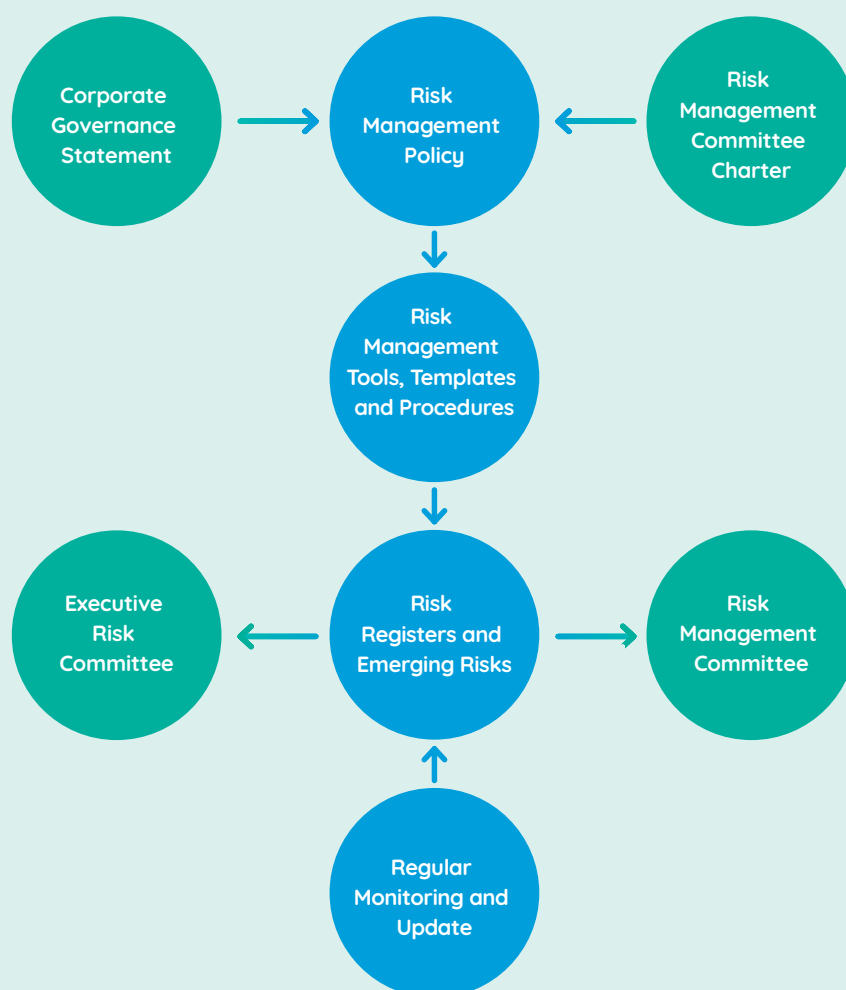 Corporate
Governance
Statement
Risk
Management
Policy
Risk
Management
Committee
Charter
Risk
Management
Tools, Templates
and Procedures
Executive
Risk
Committee
Risk
Registers and
Emerging Risks
Risk
Management
Committee
Regular
Monitoring and
Update